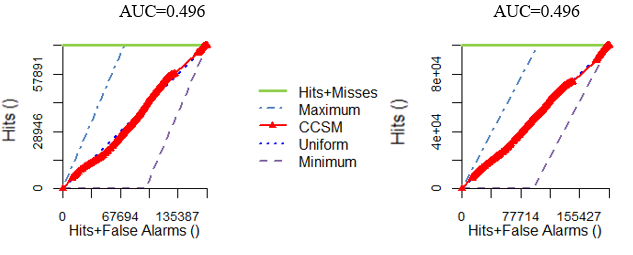 AUC=0.496
Hits ()
57891
28946
0
0 67694 135387
Hits+False Alarms ()
Hits+Misses
Maximum
CCSM
Uniform
Minimum
AUC=0.496
Hits ()
8e+04
4e+04
0
0 77714 155427
Hits+False Alarms ()